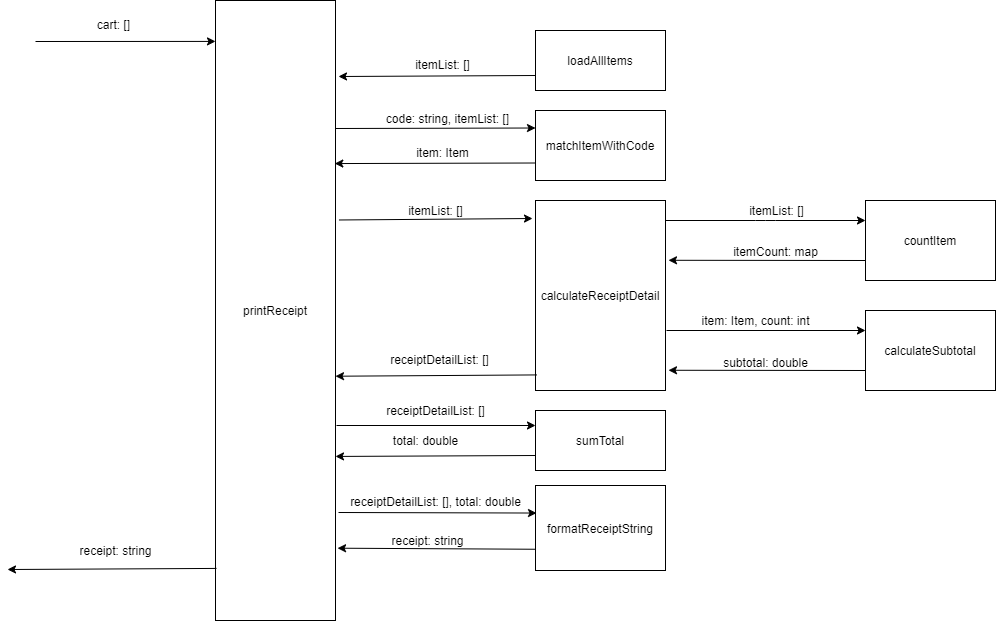 cart: []
loadAllItems
itemList: []
code: string, itemList: []
matchItemWithCode
item: Item
itemList: []
itemList: []
countItem
itemCount: map
calculateReceiptDetail
printReceipt
item: Item, count: int
calculateSubtotal
receiptDetailList: []
subtotal: double
receiptDetailList: []
total: double
sumTotal
receiptDetailList: [], total: double
formatReceiptString
receipt: string
receipt: string